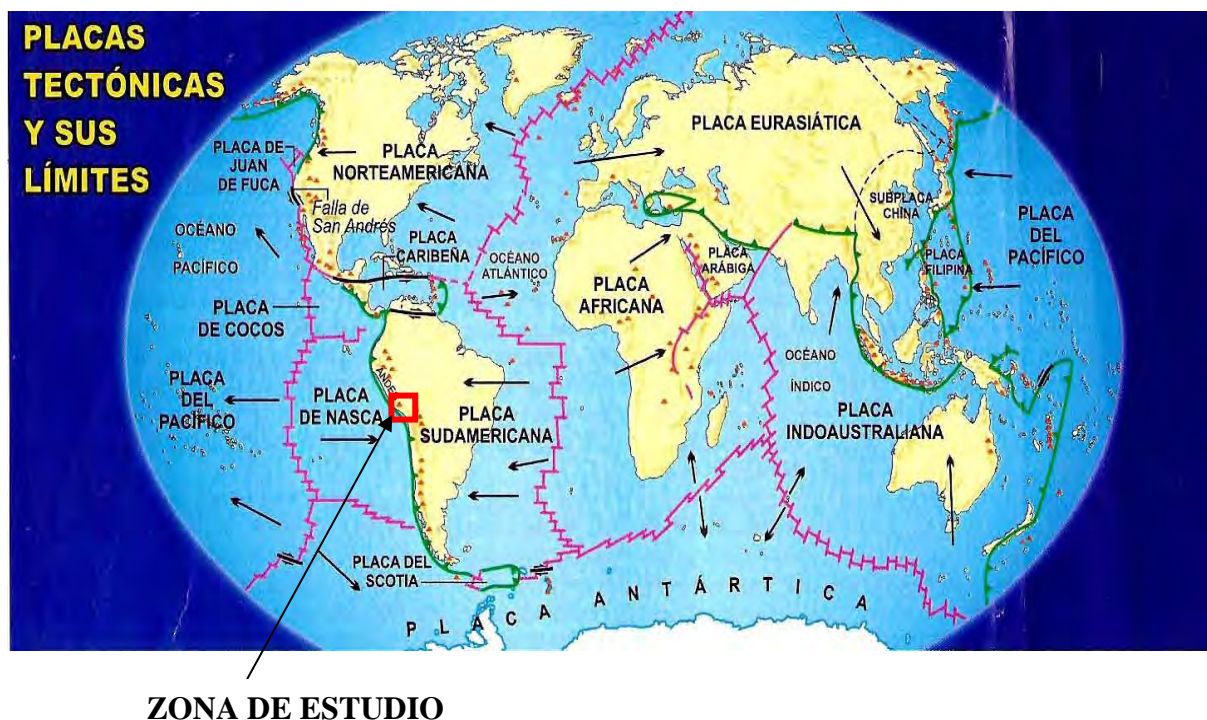 PLACAS
TECTÓNICAS
Y SUS
LÍMITES
PLACA DE
JUAN
DE FUCA
PLACA
NORTEAMERICANA
Falla de
San Andrés
OCÉANO
PACÍFICO
PLACA
CARIBEÑA
OCÉANO
ATLÁNTICO
PLACA
DE COCOS
PLACA
DEL
PACÍFICO
PLACA
DE NASCA
ANDES
PLACA
SUDAMERICANA
PLACA DEL
SCOTIA
PLACA EURASIÁTICA
SUBPLACA
CHINA
PLACA
DEL
PACÍFICO
PLACA
FILIPINA
PLACA
ARÁBIGA
PLACA
AFRICANA
OCÉANO
ÍNDICO
PLACA
INDOAUSTRALIANA
PLACA ANTÁRTICA
ZONA DE ESTUDIO